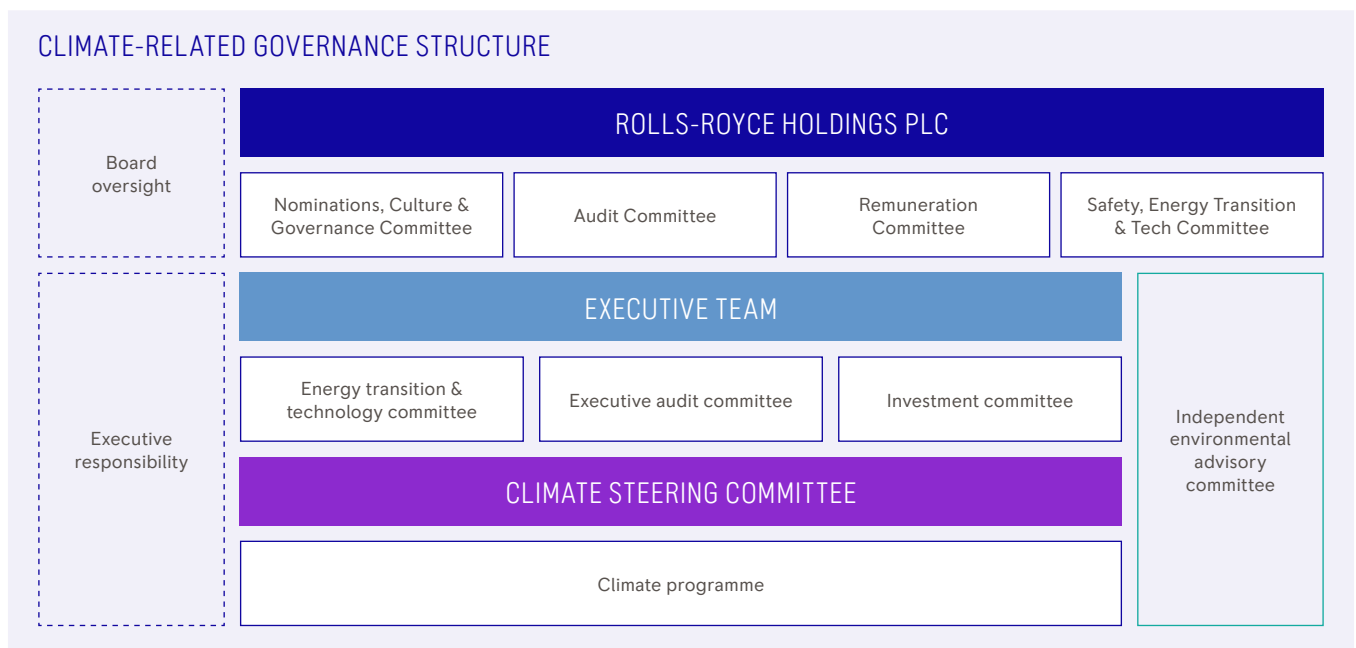 CLIMATE-RELATED GOVERNANCE STRUCTURE
Board
oversight
ROLLS-ROYCE HOLDINGS PLC
Nominations, Culture &
Governance Committee
Audit Committee
Remuneration
Committee
Safety, Energy Transition
& Tech Committee
Executive
responsibility
EXECUTIVE TEAM
Energy transition &
technology committee
Executive audit committee
Investment committee
CLIMATE STEERING COMMITTEE
Climate programme
Independent
environmental
advisory
committee